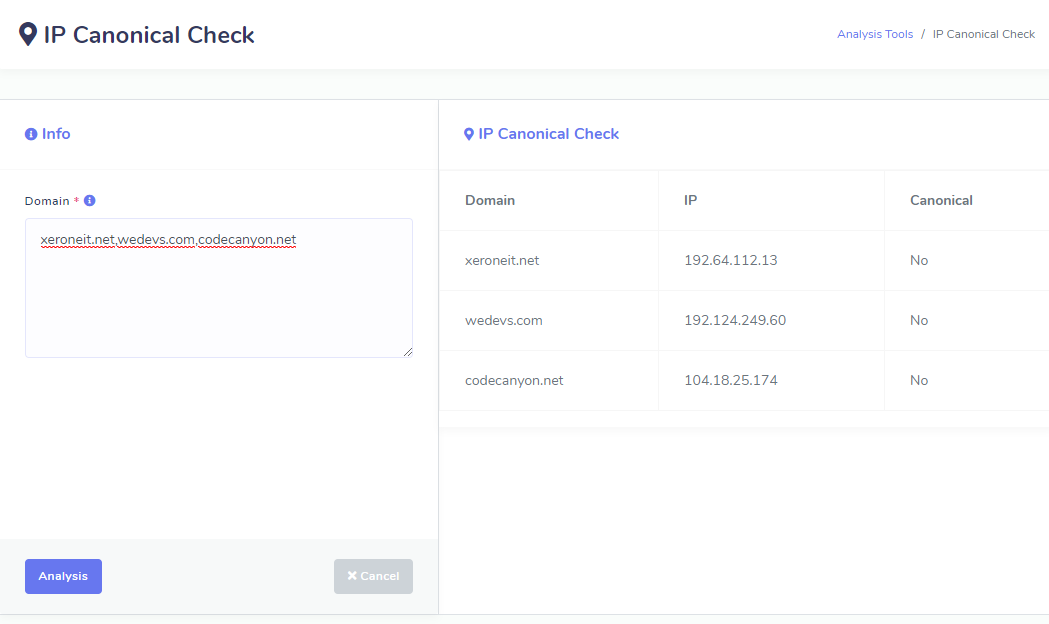 IP Canonical Check
Analysis Tools / IP Canonical Check
Info
Domain *
xeroneit.net,wedevs.com,codecanyon.net
Analysis
Cancel
IP Canonical Check
Domain IP Canonical
xeroneit.net 192.64.112.13 No
wedevs.com 192.124.249.60 No
codecanyon.net 104.18.25.174 No